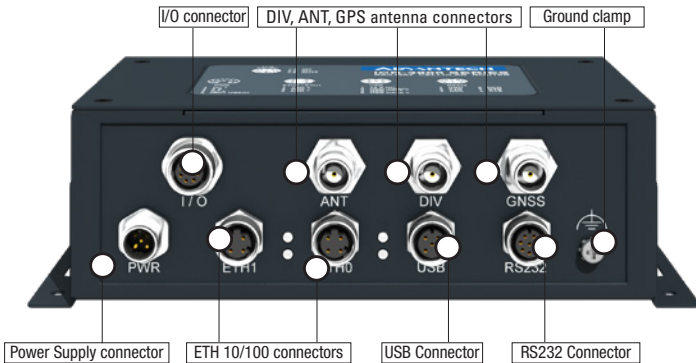 I/O connector
DIV, ANT, GPS antenna connectors
Ground clamp
ADVANTECH
I/O
ANT
DIV
GNSS
PWR
ETH1
USB
RS232
Power Supply connector
ETH 10/100 connectors
USB Connector
RS232 Connector